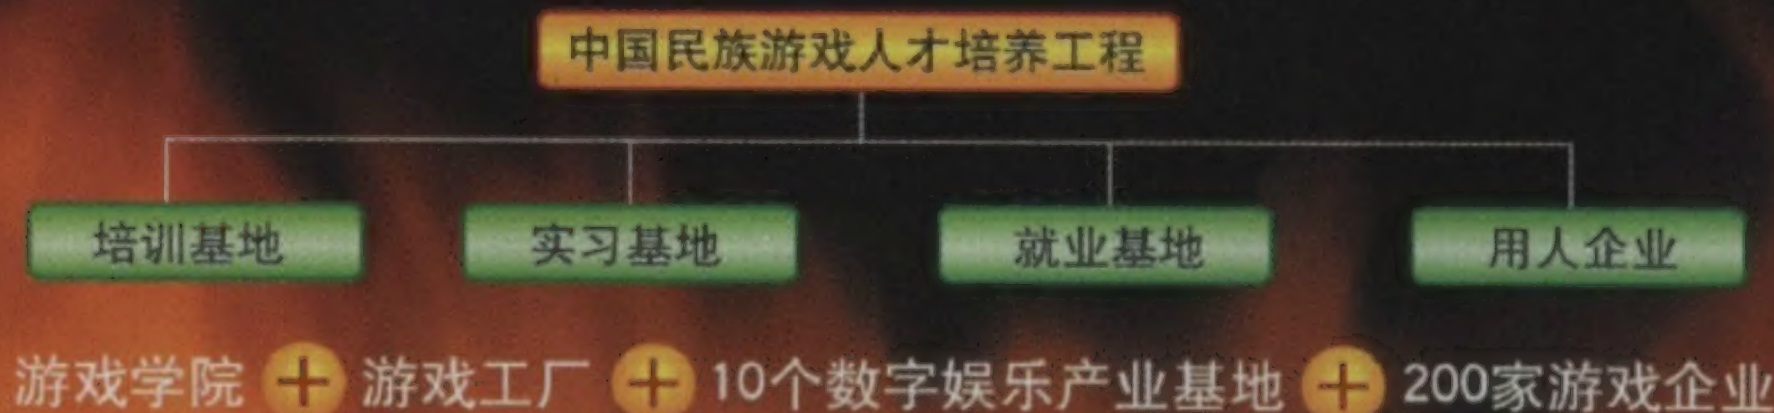 中国民族游戏人才培养工程
培训基地 实习基地 就业基地 用人企业
游戏学院 + 游戏工厂 + 10个数字娱乐产业基地 + 200家游戏企业